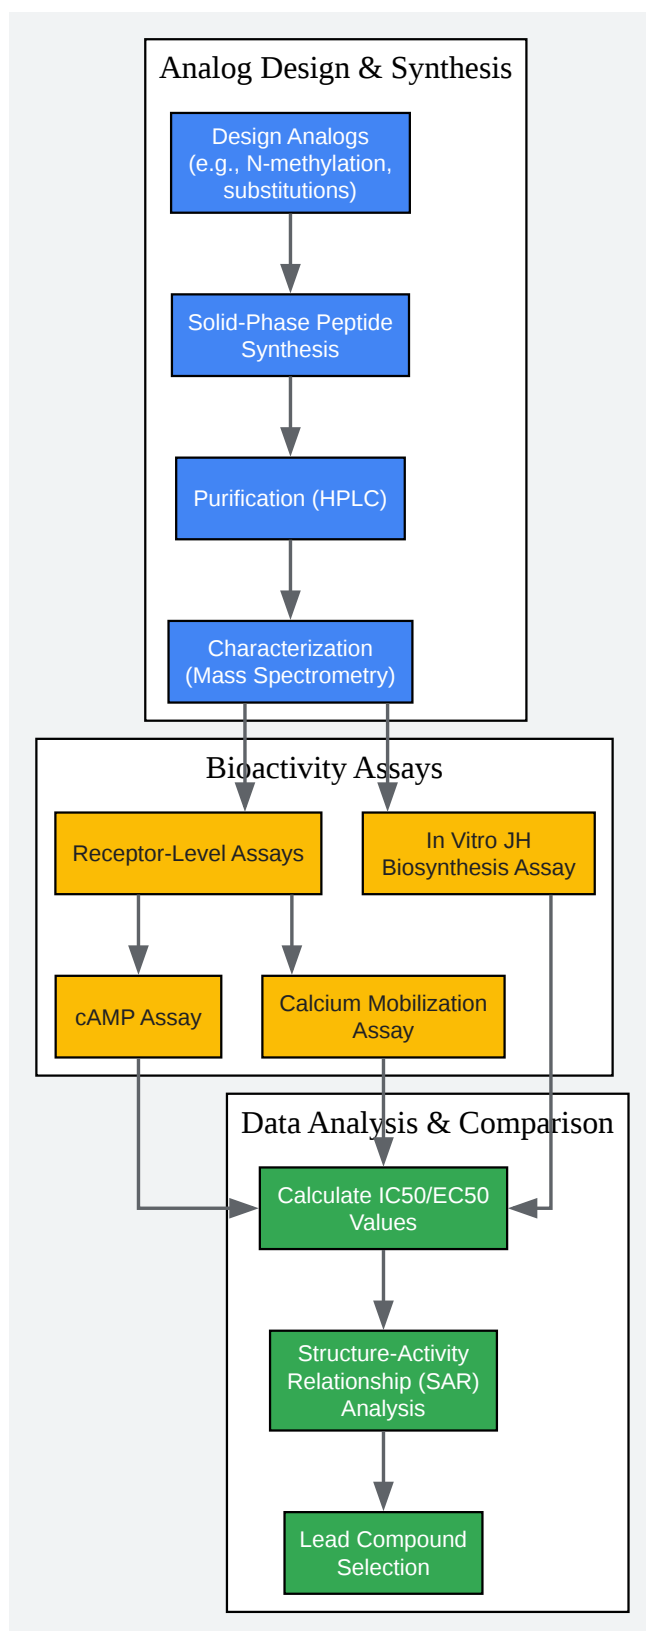 Analog Design & Synthesis
Design Analogs
(e.g., N-methylation,
substitutions)
Solid-Phase Peptide
Synthesis
Purification (HPLC)
Characterization
(Mass Spectrometry)
Bioactivity Assays
Receptor-Level Assays
In Vitro JH
Biosynthesis Assay
cAMP Assay
Calcium Mobilization
Assay
Data Analysis & Comparison
Calculate IC50/EC50
Values
Structure-Activity
Relationship (SAR)
Analysis
Lead Compound
Selection